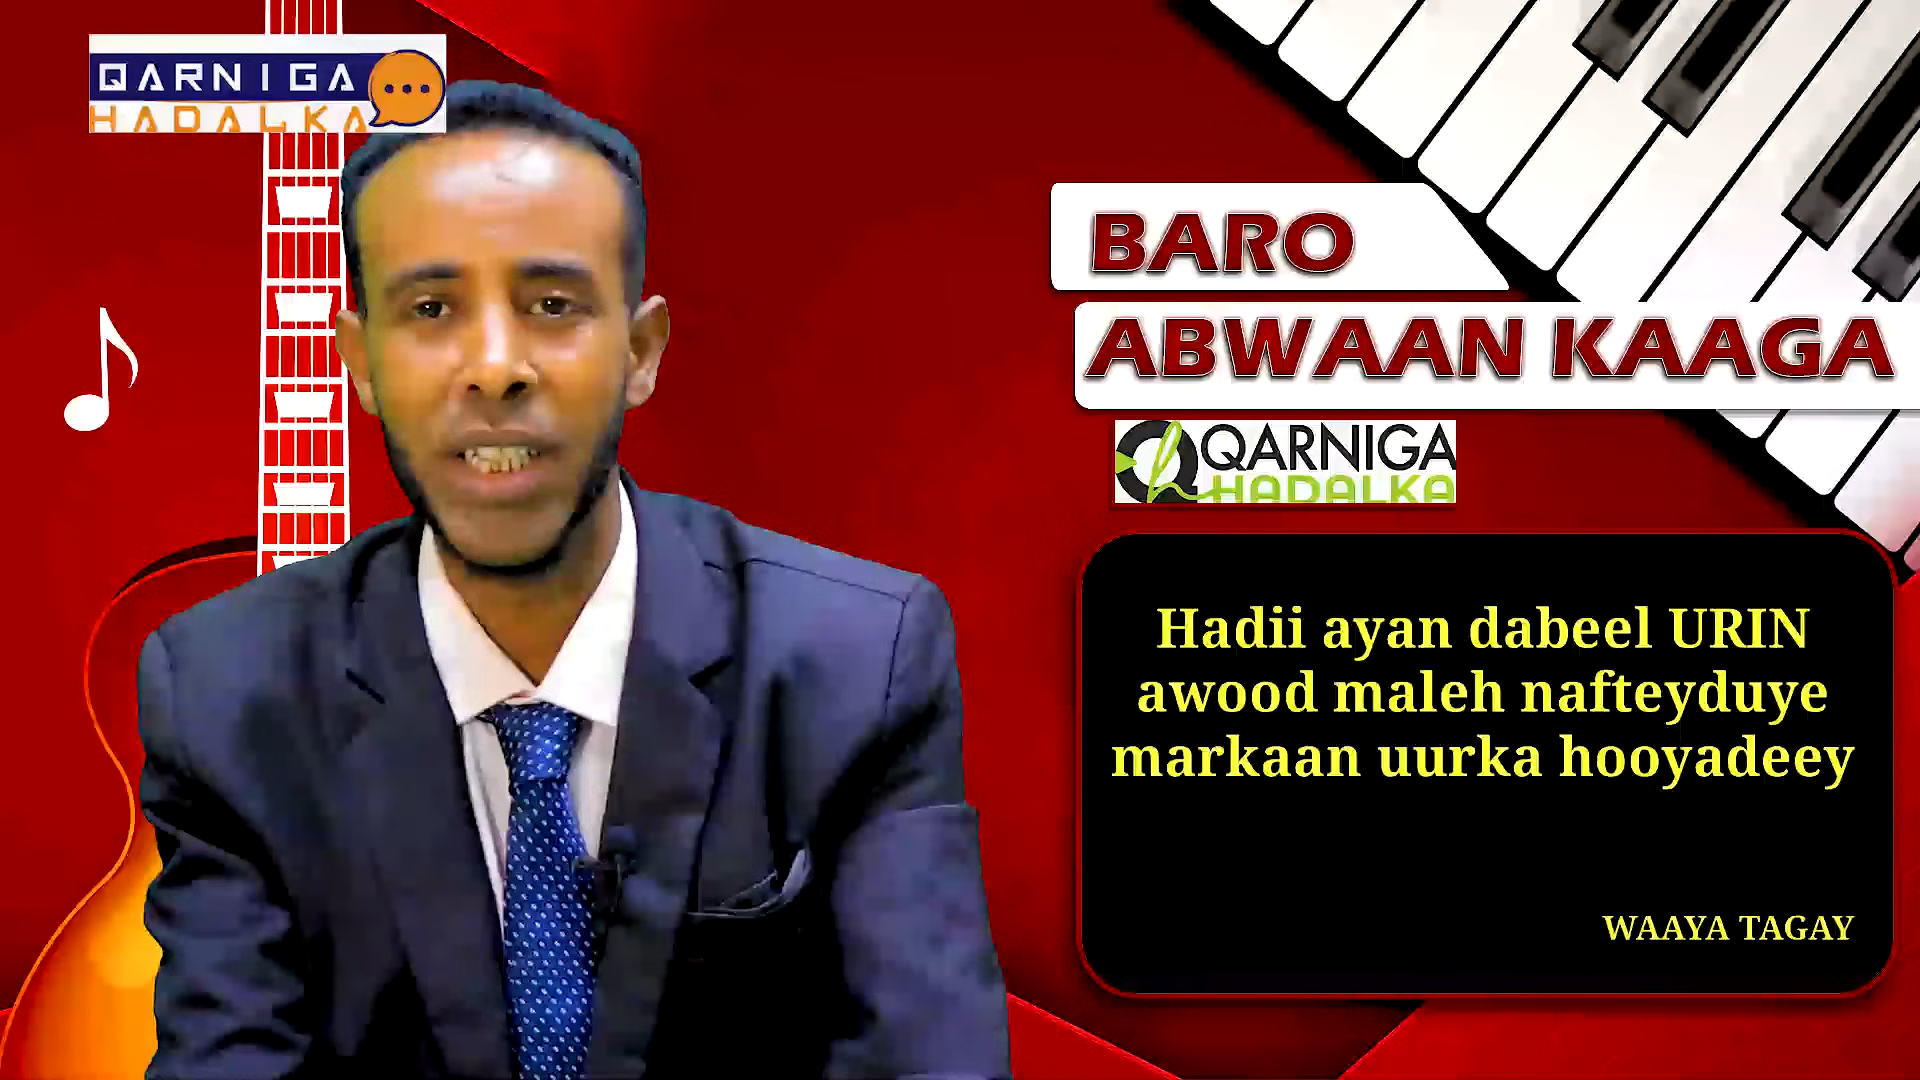 QARNIGA
HADALKA
BARO
ABWAAN KAAGA
QARNIGA
HADALKA
Hadii ayan dabeel URIN
awood maleh nafteyduye
markaan uurka hooyadeey
WAAYA TAGAY